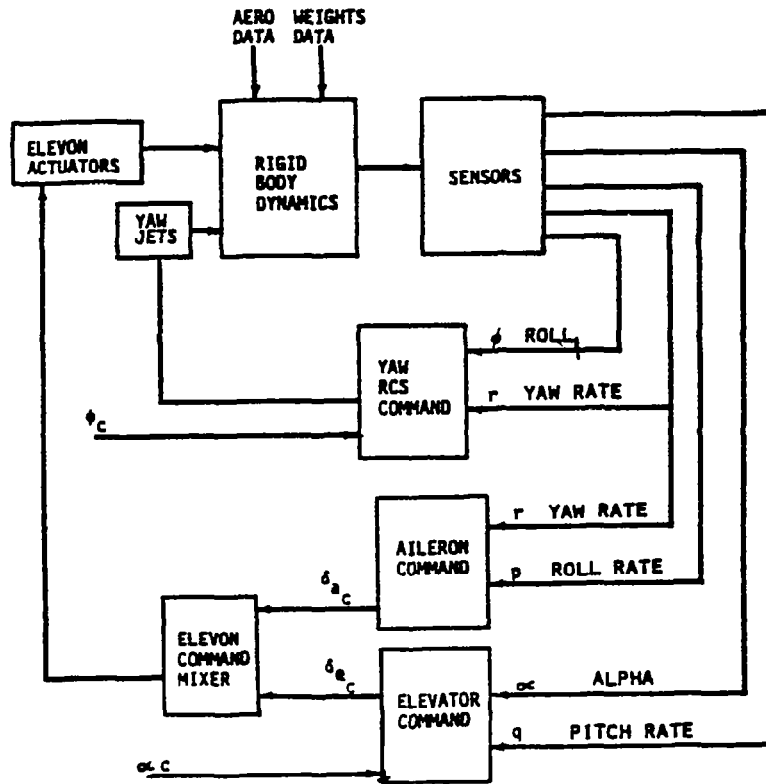 AERO WEIGHTS
DATA DATA
ELEVON
ACTUATORS
RIGID
BODY
DYNAMICS
SENSORS
YAW
JETS
YAW
RCS
COMMAND
ϕ ROLL
r YAW RATE
ϕc
AILERON
COMMAND
r YAW RATE
p ROLL RATE
δac
ELEVON
COMMAND
MIXER
δec
ELEVATOR
COMMAND
α ALPHA
q PITCH RATE
αc